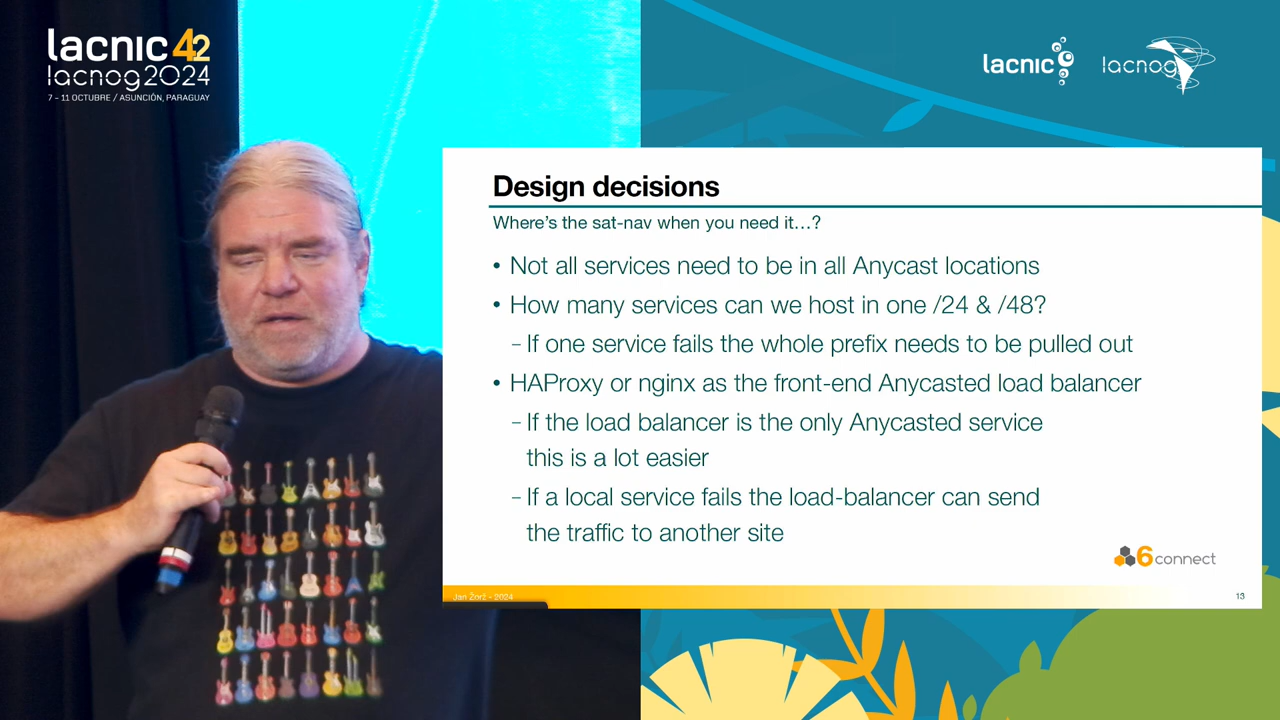 lacnic 42
lacnog2024
7 - 11 OCTUBRE / ASUNCIÓN, PARAGUAY
lacnic
lacnog
Design decisions
Where's the sat-nav when you need it...?
• Not all services need to be in all Anycast locations
• How many services can we host in one /24 & /48?
– If one service fails the whole prefix needs to be pulled out
• HAProxy or nginx as the front-end Anycasted load balancer
– If the load balancer is the only Anycasted service
this is a lot easier
– If a local service fails the load-balancer can send
the traffic to another site
6connect
Jan Žorž - 2024
13